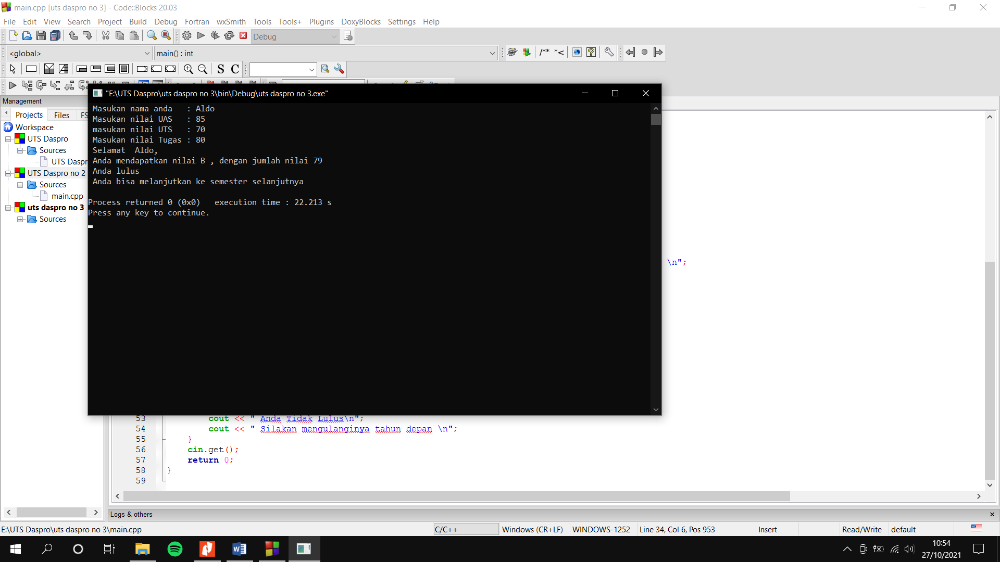 main.cpp [uts daspro no 3] - Code::Blocks 20.03
File Edit View Search Project Build Debug Fortran wxSmith Tools Tools+ Plugins DoxyBlocks Settings Help
Debug
<global> main() : int /** *<
S C
"E:\UTS Daspro\uts daspro no 3\bin\Debug\uts daspro no 3.exe"
Management
Projects Files FS
Workspace
UTS Daspro
Sources
UTS Daspr
UTS Daspro no 2
Sources
main.cpp
uts daspro no 3
Sources
Masukan nama anda   : Aldo
Masukan nilai UAS   : 85
masukan nilai UTS   : 70
Masukan nilai Tugas : 80
Selamat  Aldo,
Anda mendapatkan nilai B , dengan jumlah nilai 79
Anda lulus
Anda bisa melanjutkan ke semester selanjutnya
Process returned 0 (0x0)   execution time : 22.213 s
Press any key to continue.
\n";
53 cout << " Anda Tidak Lulus\n";
54 cout << " Silakan mengulanginya tahun depan \n";
55 }
56 cin.get();
57 return 0;
58 }
59
Logs & others
E:\UTS Daspro\uts daspro no 3\main.cpp C/C++ Windows (CR+LF) WINDOWS-1252 Line 34, Col 6, Pos 953 Insert Read/Write default
10:54
27/10/2021